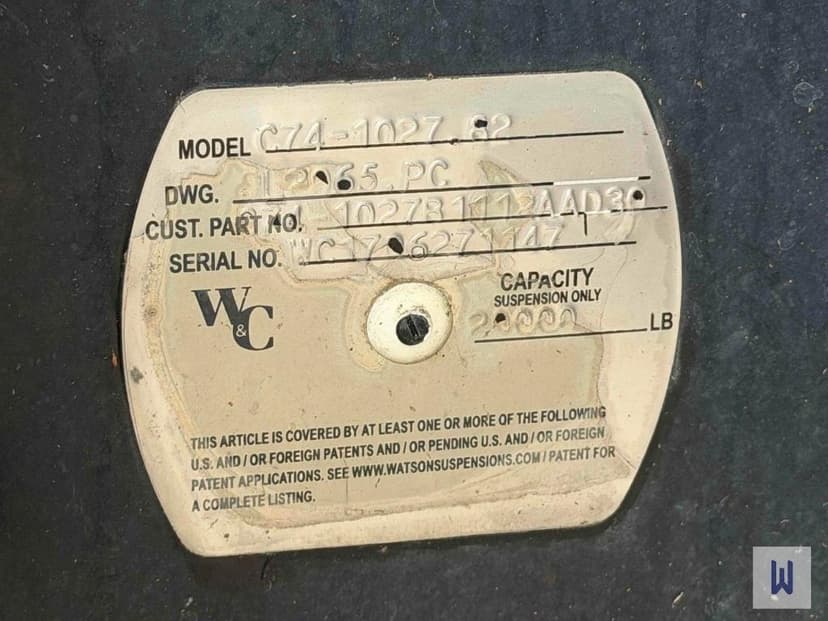 MODEL C74-1027.B2
DWG.
CUST. PART NO.
SERIAL NO.
W&C
CAPACITY
SUSPENSION ONLY
LB
THIS ARTICLE IS COVERED BY AT LEAST ONE OR MORE OF THE FOLLOWING
U.S. AND / OR FOREIGN PATENTS AND / OR PENDING U.S. AND / OR FOREIGN
PATENT APPLICATIONS. SEE WWW.WATSONSUSPENSIONS.COM / PATENT FOR
A COMPLETE LISTING.
W